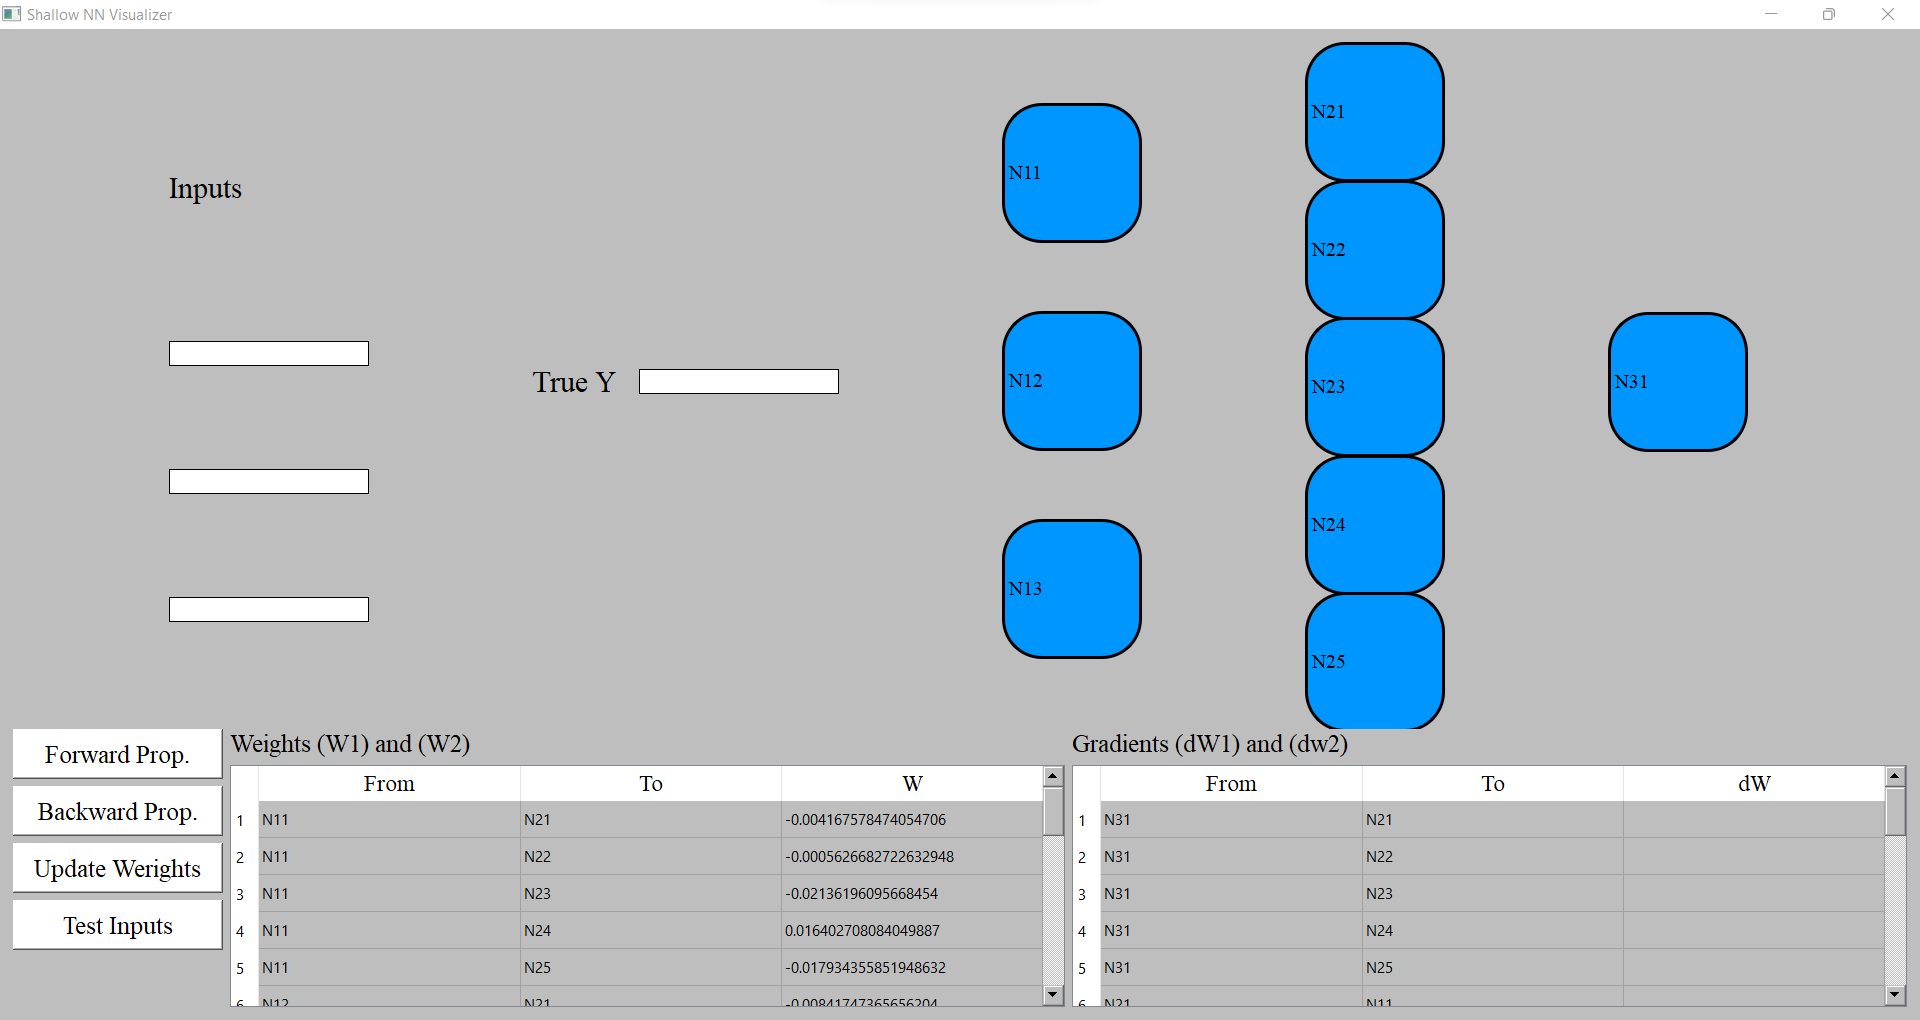 Shallow NN Visualizer
Inputs
True Y
N11
N12
N13
N21
N22
N23
N24
N25
N31
Forward Prop.
Backward Prop.
Update Werights
Test Inputs
Weights (W1) and (W2)
From To W
1 N11 N21 -0.004167578474054706
2 N11 N22 -0.0005626682722632948
3 N11 N23 -0.02136196095668454
4 N11 N24 0.016402708084049887
5 N11 N25 -0.017934355851948632
6 N12 N21 -0.00841747365656204
Gradients (dW1) and (dw2)
From To dW
1 N31 N21
2 N31 N22
3 N31 N23
4 N31 N24
5 N31 N25
6 N21 N11